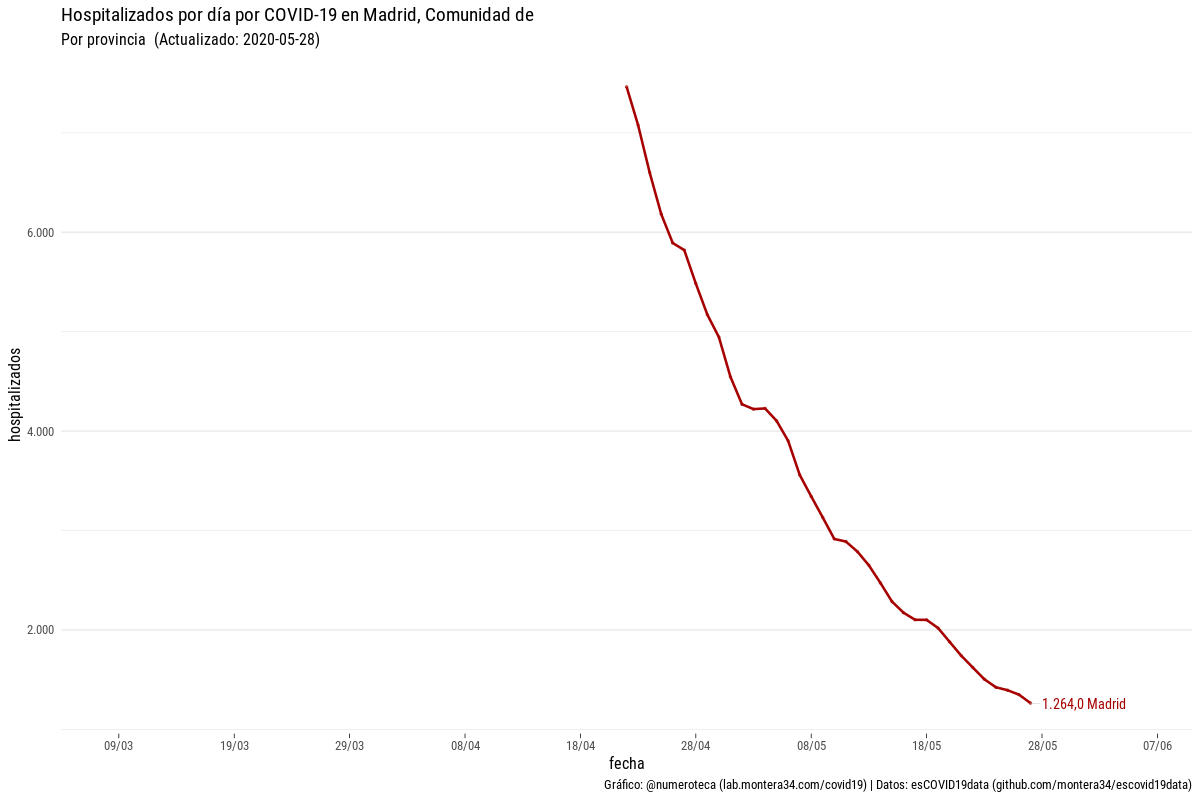 Hospitalizados por día por COVID-19 en Madrid, Comunidad de
Por provincia  (Actualizado: 2020-05-28)
hospitalizados
6.000
4.000
2.000
1.264,0 Madrid
09/03
19/03
29/03
08/04
18/04
28/04
08/05
18/05
28/05
07/06
fecha
Gráfico: @numeroteca (lab.montera34.com/covid19) | Datos: esCOVID19data (github.com/montera34/escovid19data)